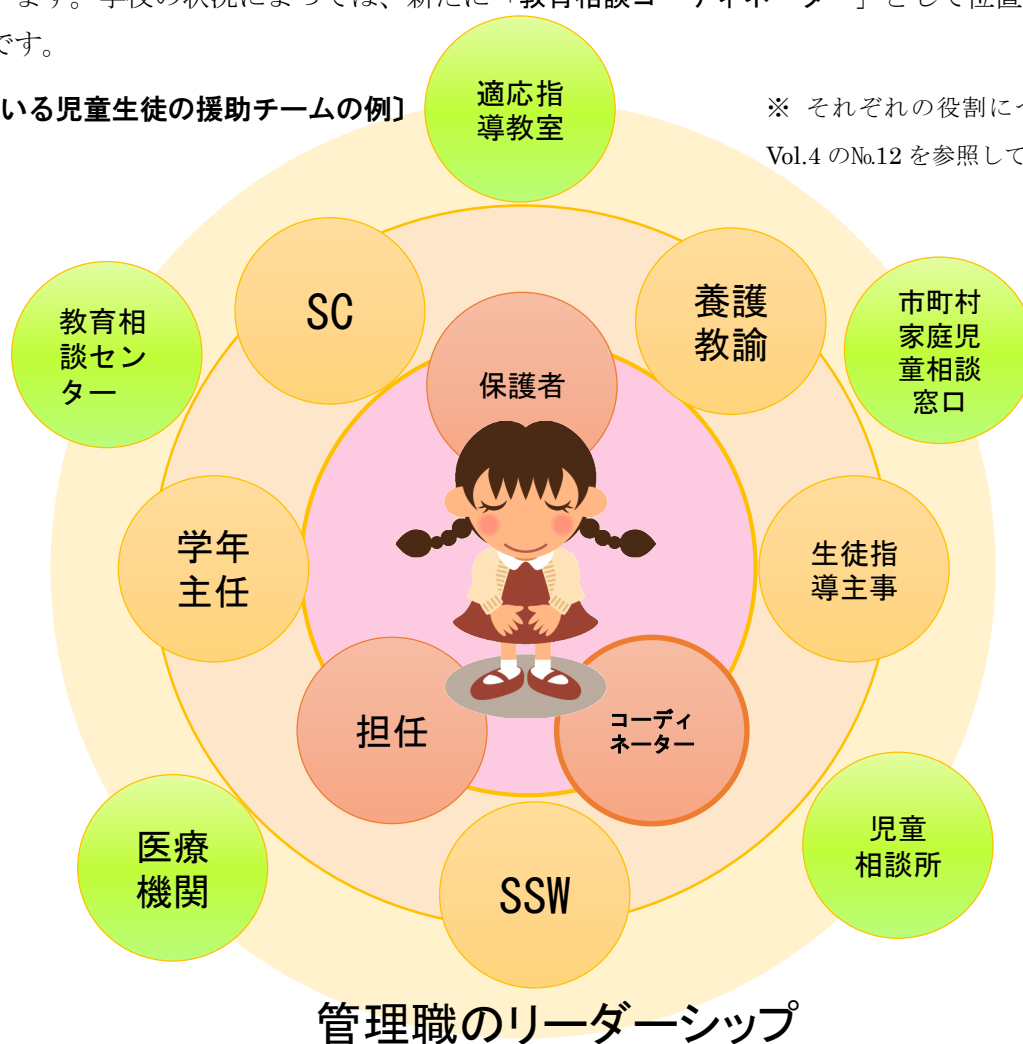 ます。学校の状況によっては、新たに「教育相談コーディネーター」として位置
です。
いる児童生徒の援助チームの例〕
※ それぞれの役割に
Vol.4 の№12 を参照して
適応指
導教室
SC
養護
教諭
教育相
談セン
ター
市町村
家庭児
童相談
窓口
保護者
学年
主任
生徒指
導主事
担任
コーディ
ネーター
医療
機関
SSW
児童
相談所
管理職のリーダーシップ